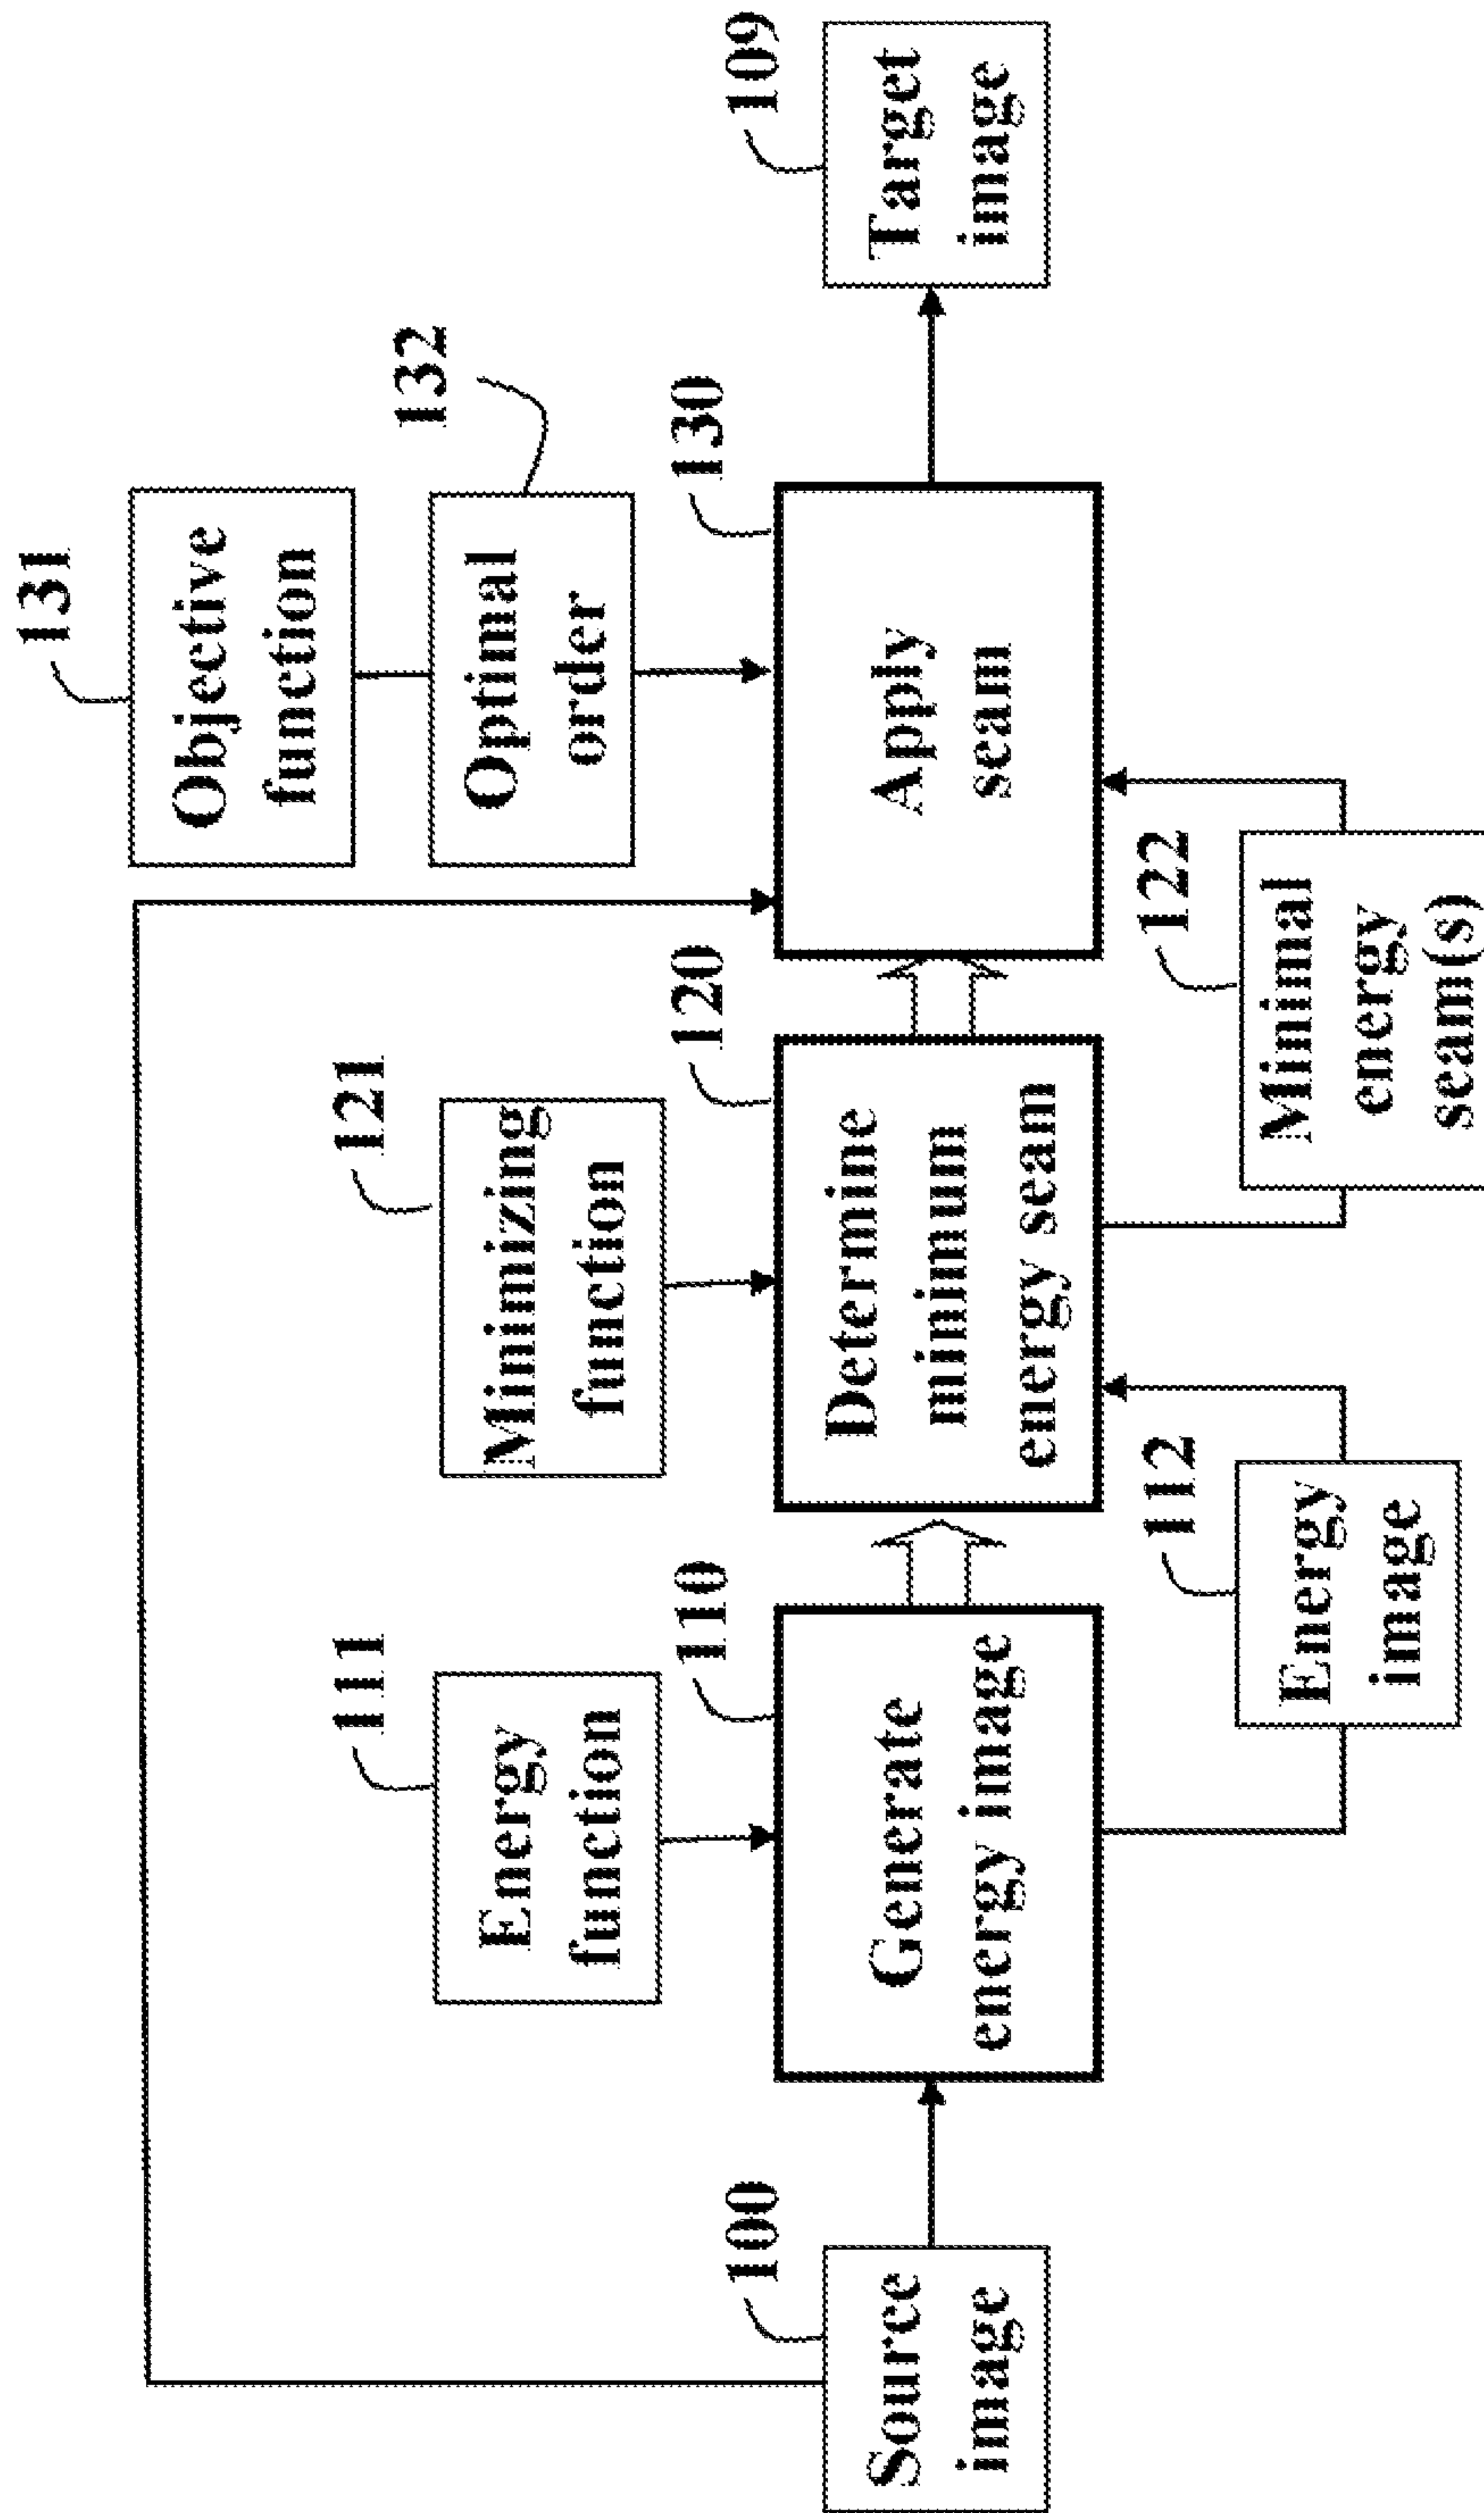 131
Objective
function
132
Optimal
order
111
Energy
function
121
Minimizing
function
109
Target
image
100
Source
image
110
Generate
energy image
120
Determine
minimum
energy seam
130
Apply
seam
112
Energy
image
122
Minimal
energy
seam(s)